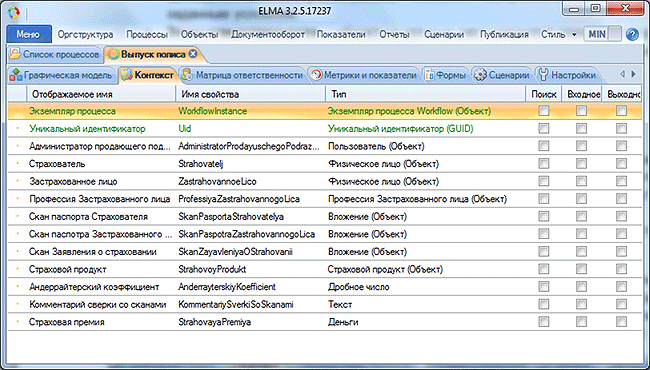 ELMA 3.2.5.17237
Меню Оргструктура Процессы Объекты Документооборот Показатели Отчеты Сценарии Публикация Стиль MIN
Список процессов Выпуск полиса
Графическая модель Контекст Матрица ответственности Метрики и показатели Формы Сценарии Настройки
Отображаемое имя Имя свойства Тип Поиск Входное Выходно
Экземпляр процесса WorkflowInstance Экземпляр процесса Workflow (Объект)
Уникальный идентификатор Uid Уникальный идентификатор (GUID)
Администратор продающего под... AdministratorProdayuschegoPodraz... Пользователь (Объект)
Страхователь Strahovatelj Физическое лицо (Объект)
Застрахованное лицо ZastrahovannoeLico Физическое лицо (Объект)
Профессия Застрахованного лица ProfessiyaZastrahovannogoLica Профессия Застрахованного лица (Объект)
Скан паспорта Страхователя SkanPasportaStrahovatelya Вложение (Объект)
Скан паспотра Застрахованного ... SkanPaspotraZastrahovannogoLica Вложение (Объект)
Скан Заявления о страховании SkanZayavleniyaOStrahovanii Вложение (Объект)
Страховой продукт StrahovoyProdukt Страховой продукт (Объект)
Андеррайтерский коэффициент AnderrayterskiyKoefficient Дробное число
Комментарий сверки со сканами KommentariySverkiSoSkanami Текст
Страховая премия StrahovayaPremiya Деньги